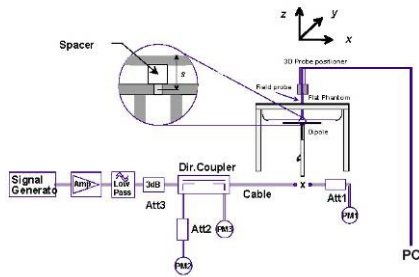 z y
x
Spacer
s
3D Probe positioner
Field probe
Flat Phantom
Dipole
Signal Generato
Amp
Low Pass
3dB
Att3
Dir.Coupler
Cable
x
Att1
PM1
Att2
PM3
PM2
PC